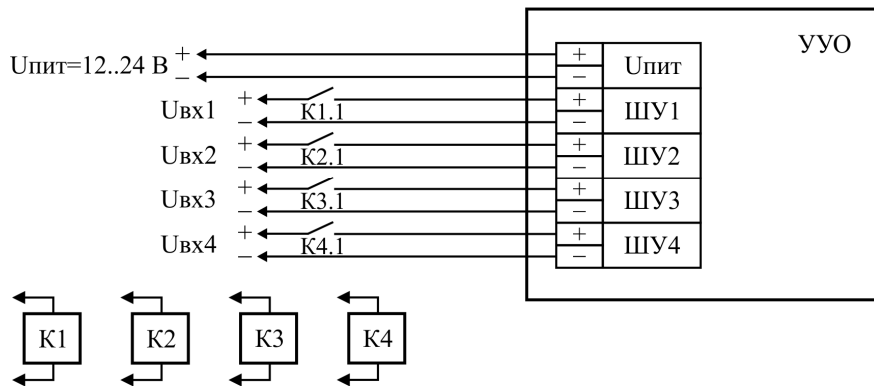 УУО
+ + Uпит
Uпит=12..24 В
− −
Uвх1 + К1.1 + ШУ1
− −
Uвх2 + К2.1 + ШУ2
− −
Uвх3 + К3.1 + ШУ3
− −
Uвх4 + К4.1 + ШУ4
− −
К1 К2 К3 К4